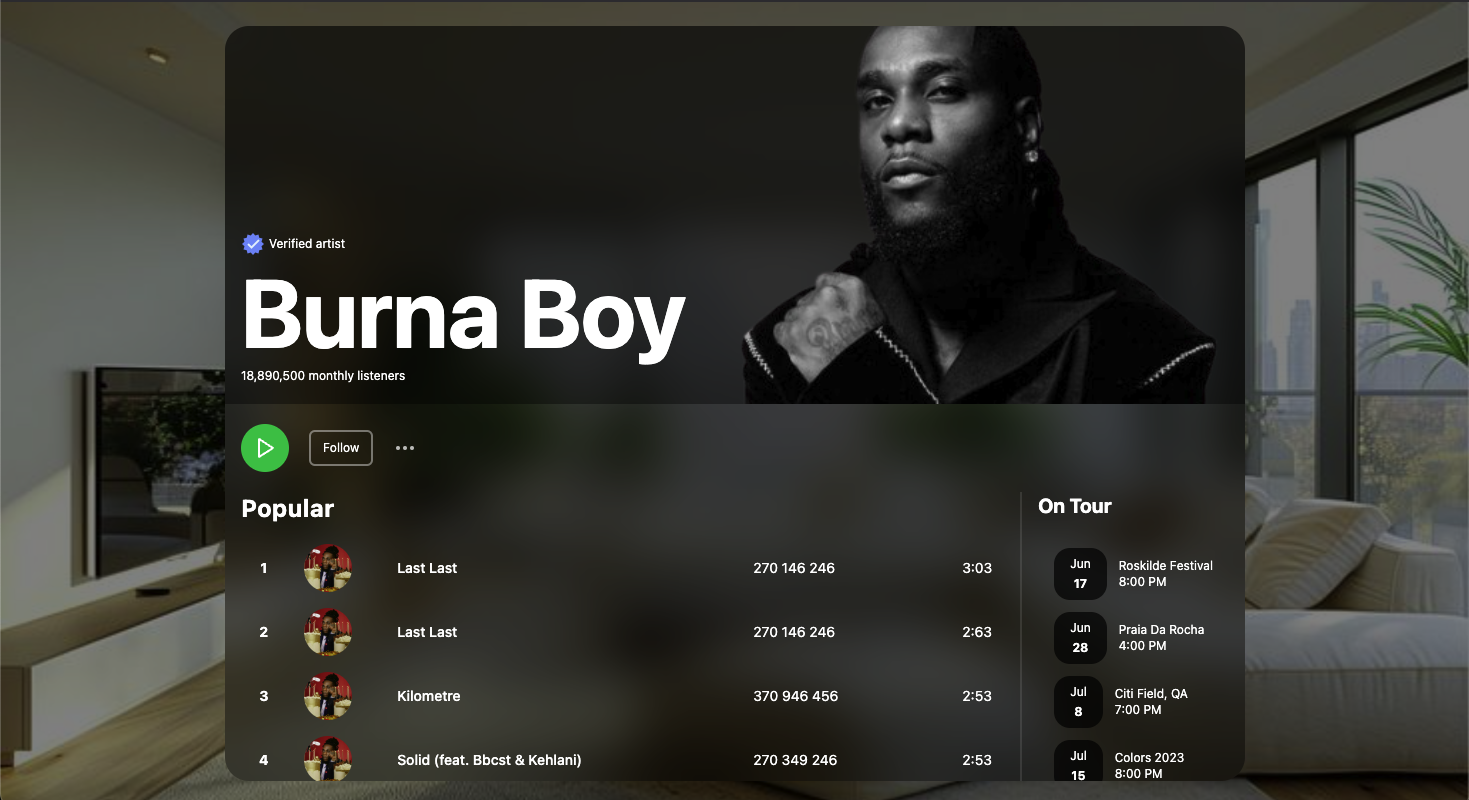 Verified artist
Burna Boy
18,890,500 monthly listeners
Follow
Popular
1 Last Last 270 146 246 3:03
2 Last Last 270 146 246 2:63
3 Kilometre 370 946 456 2:53
4 Solid (feat. Bbcst & Kehlani) 270 349 246 2:53
On Tour
Jun
17
Roskilde Festival
8:00 PM
Jun
28
Praia Da Rocha
4:00 PM
Jul
8
Citi Field, QA
7:00 PM
Jul
15
Colors 2023
8:00 PM